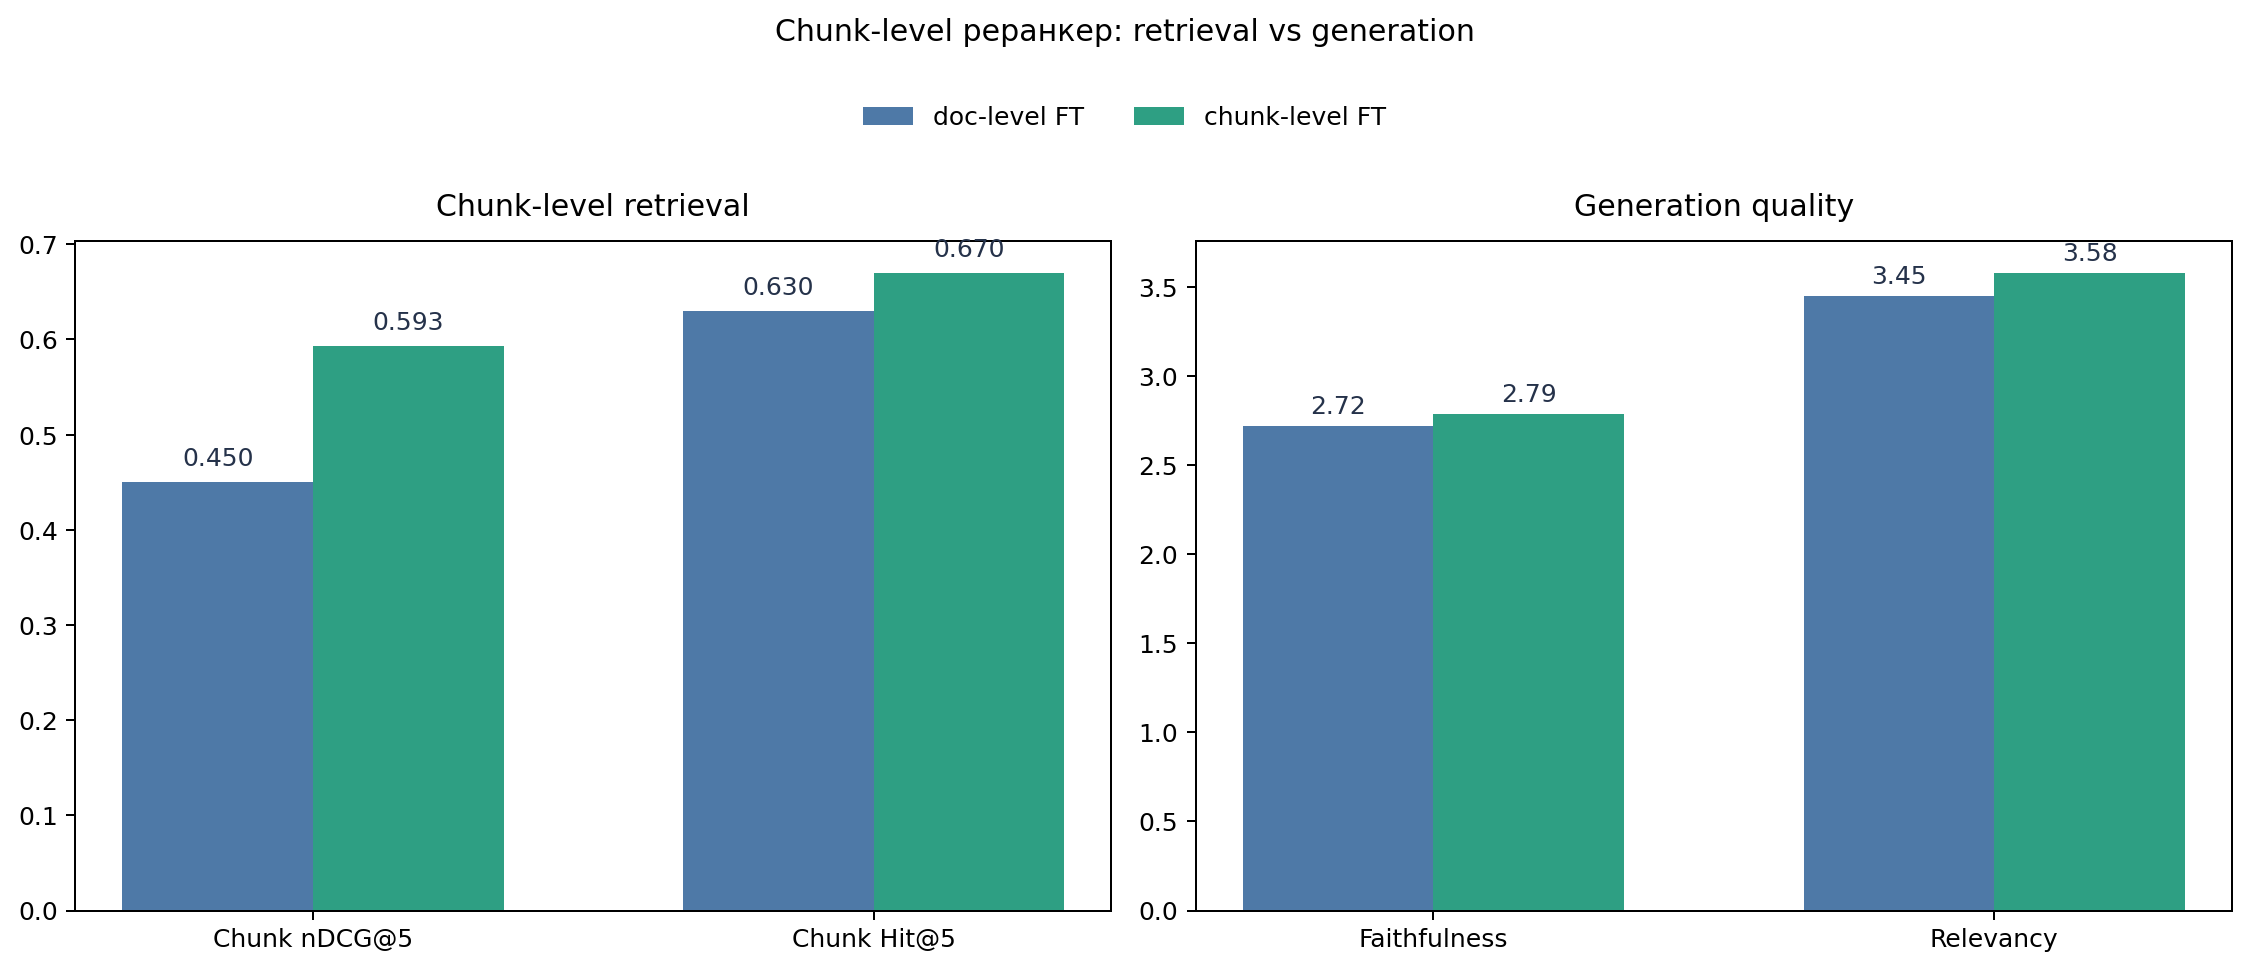 Chunk-level реранкер: retrieval vs generation
doc-level FT
chunk-level FT
Chunk-level retrieval
0.7
0.6
0.5
0.4
0.3
0.2
0.1
0.0
0.450
0.593
0.630
0.670
Chunk nDCG@5
Chunk Hit@5
Generation quality
3.5
3.0
2.5
2.0
1.5
1.0
0.5
0.0
2.72
2.79
3.45
3.58
Faithfulness
Relevancy